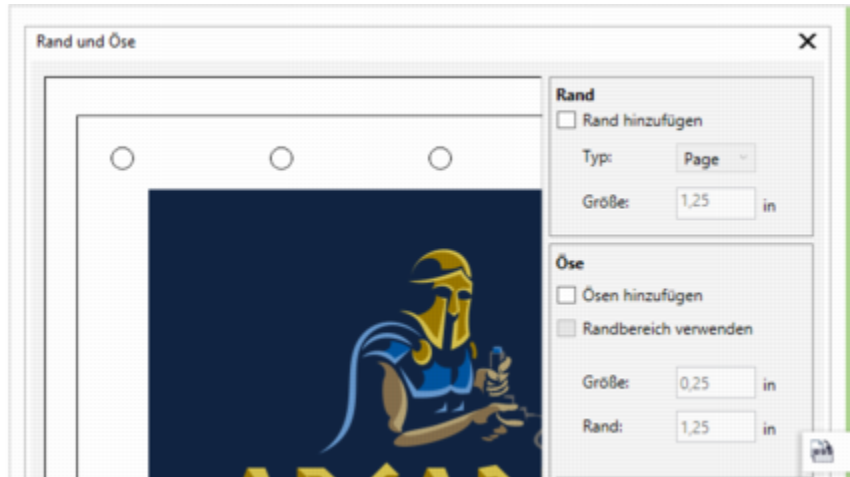 Rand und Öse
Rand
Rand hinzufügen
Typ: Page
Größe: 1,25 in
Öse
Ösen hinzufügen
Randbereich verwenden
Größe: 0,25 in
Rand: 1,25 in